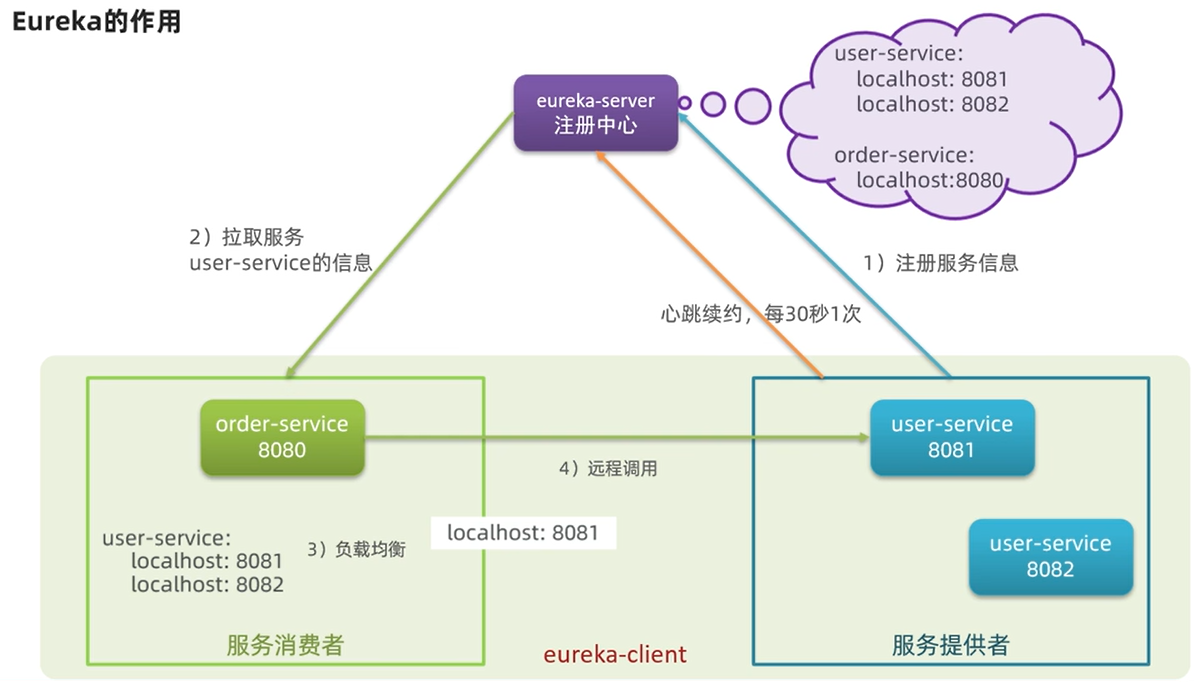 Eureka的作用
eureka-server
注册中心
user-service:
localhost: 8081
localhost: 8082
order-service:
localhost:8080
2）拉取服务
user-service的信息
1）注册服务信息
心跳续约，每30秒1次
order-service
8080
user-service
8081
4）远程调用
user-service:
localhost: 8081
localhost: 8082
3）负载均衡
localhost: 8081
user-service
8082
服务消费者
eureka-client
服务提供者